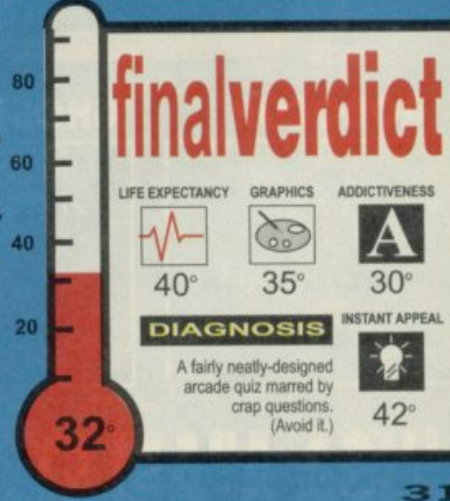 80
60
40
20
32°
finalverdict
LIFE EXPECTANCY GRAPHICS ADDICTIVENESS
A
40° 35° 30°
DIAGNOSIS
A fairly neatly-designed
arcade quiz marred by
crap questions.
(Avoid it.)
INSTANT APPEAL
42°
31